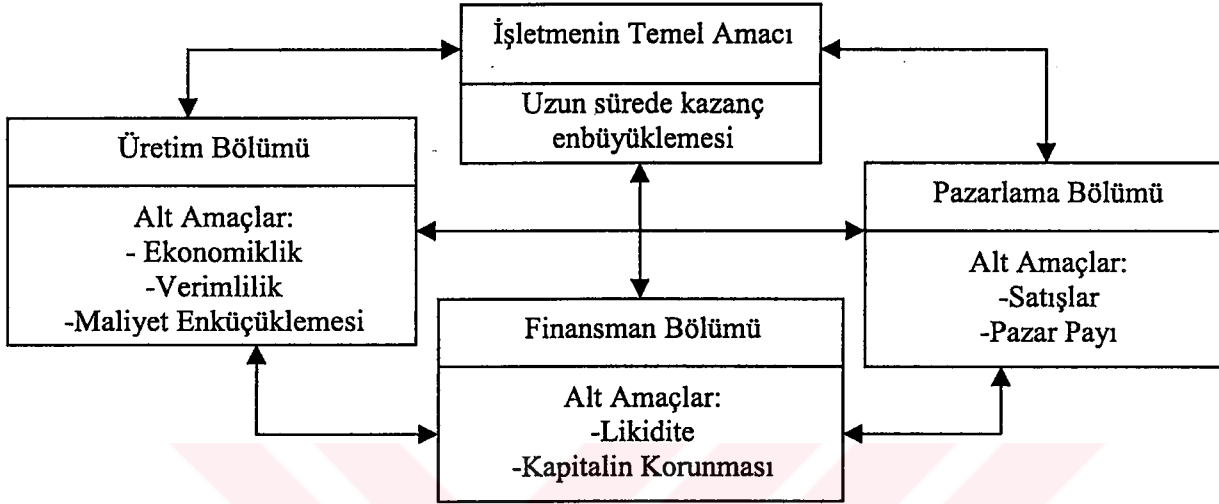 İşletmenin Temel Amacı
Uzun sürede kazanç
enbüyüklemesi
Üretim Bölümü
Alt Amaçlar:
- Ekonomiklik
-Verimlilik
-Maliyet Enküçüklemesi
Pazarlama Bölümü
Alt Amaçlar:
-Satışlar
-Pazar Payı
Finansman Bölümü
Alt Amaçlar:
-Likidite
-Kapitalin Korunması